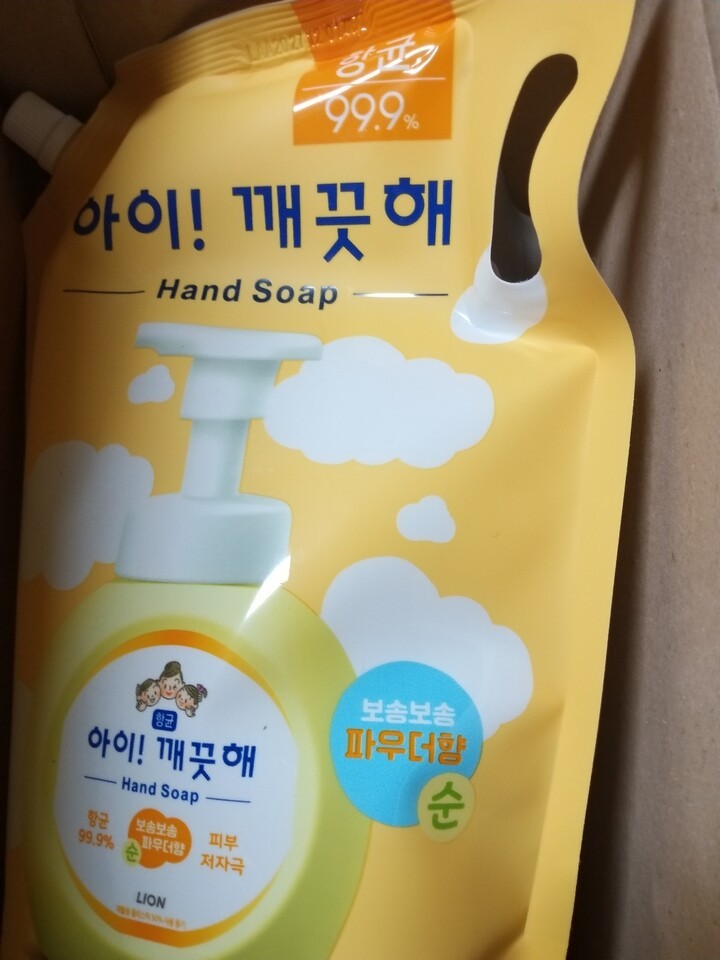 항균
99.9%
아이! 깨끗해
Hand Soap
보송보송
파우더향
순
항균
아이! 깨끗해
Hand Soap
항균
99.9%
보송보송
파우더향
순
피부
저자극
LION